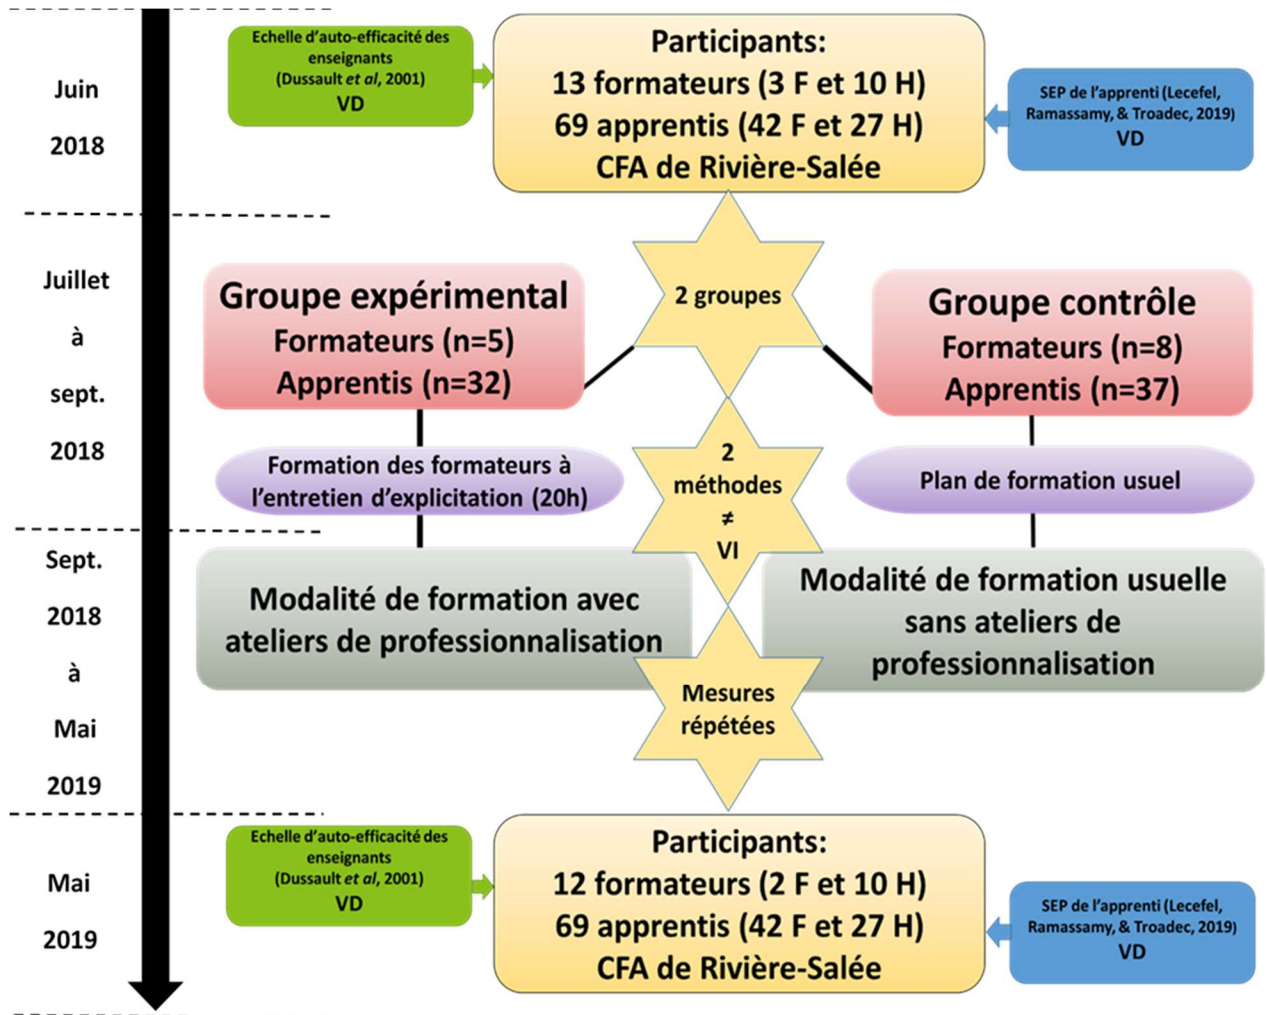 Juin
2018
Echelle d'auto-efficacité des
enseignants
(Dussault et al, 2001)
VD
Participants:
13 formateurs (3 F et 10 H)
69 apprentis (42 F et 27 H)
CFA de Rivière-Salée
SEP de l'apprenti (Lecefel,
Ramassamy, & Troadec, 2019)
VD
Juillet
à
sept.
2018
Groupe expérimental
Formateurs (n=5)
Apprentis (n=32)
2 groupes
Groupe contrôle
Formateurs (n=8)
Apprentis (n=37)
Formation des formateurs à
l'entretien d'explicitation (20h)
2
méthodes
≠
VI
Plan de formation usuel
Sept.
2018
à
Mai
2019
Modalité de formation avec
ateliers de professionnalisation
Modalité de formation usuelle
sans ateliers de
professionnalisation
Mesures
répétées
Mai
2019
Echelle d'auto-efficacité des
enseignants
(Dussault et al, 2001)
VD
Participants:
12 formateurs (2 F et 10 H)
69 apprentis (42 F et 27 H)
CFA de Rivière-Salée
SEP de l'apprenti (Lecefel,
Ramassamy, & Troadec, 2019)
VD